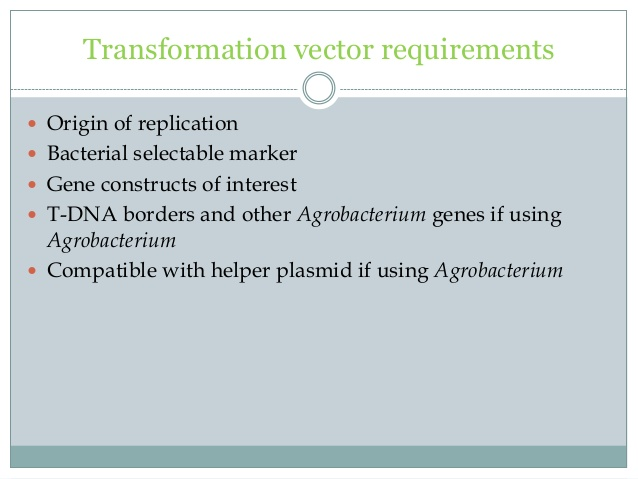 Transformation vector requirements
• Origin of replication
• Bacterial selectable marker
• Gene constructs of interest
• T-DNA borders and other Agrobacterium genes if using
Agrobacterium
• Compatible with helper plasmid if using Agrobacterium